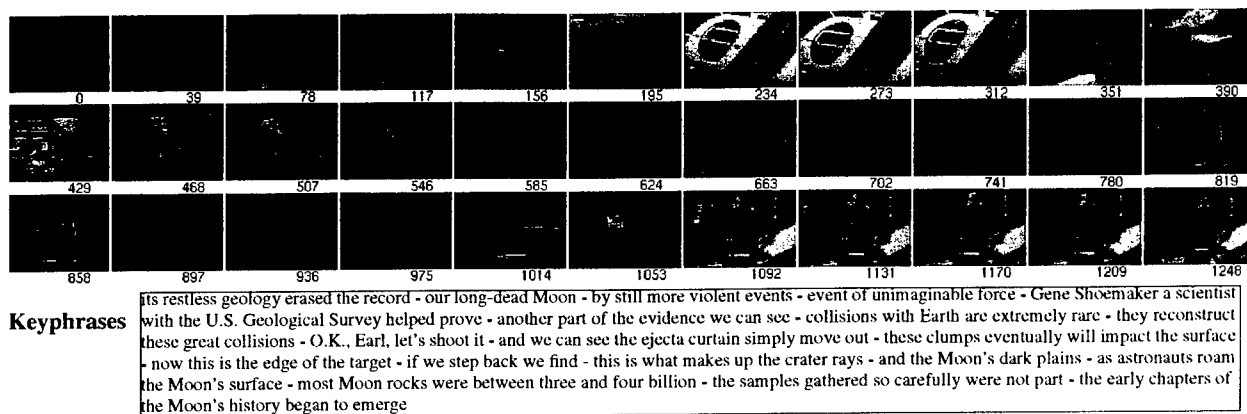 0 39 78 117 156 195 234 273 312 351 390
429 468 507 546 585 624 663 702 741 780 819
858 897 936 975 1014 1053 1092 1131 1170 1209 1248
Keyphrases
its restless geology erased the record - our long-dead Moon - by still more violent events - event of unimaginable force - Gene Shoemaker a scientist
with the U.S. Geological Survey helped prove - another part of the evidence we can see - collisions with Earth are extremely rare - they reconstruct
these great collisions - O.K., Earl, let's shoot it - and we can see the ejecta curtain simply move out - these clumps eventually will impact the surface
- now this is the edge of the target - if we step back we find - this is what makes up the crater rays - and the Moon's dark plains - as astronauts roam
the Moon's surface - most Moon rocks were between three and four billion - the samples gathered so carefully were not part - the early chapters of
the Moon's history began to emerge